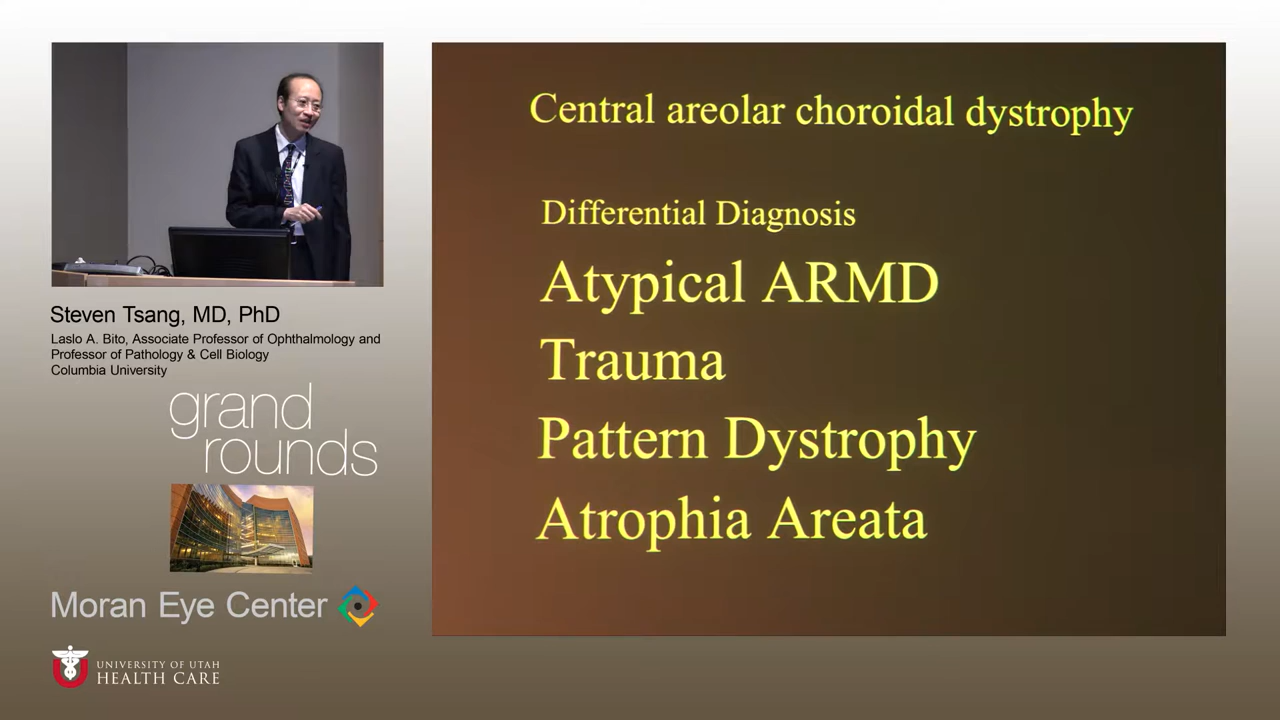 Steven Tsang, MD, PhD
Laslo A. Bito, Associate Professor of Ophthalmology and
Professor of Pathology & Cell Biology
Columbia University
grand
rounds
Moran Eye Center
U
UNIVERSITY OF UTAH
HEALTH CARE
Central areolar choroidal dystrophy
Differential Diagnosis
Atypical ARMD
Trauma
Pattern Dystrophy
Atrophia Areata